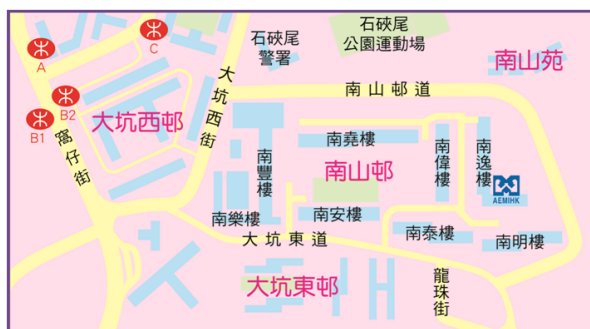 石硤尾
公園運動場
石硤尾
警署
C
A
B2
B1
南山苑
大坑西街
南山邨道
大坑西邨
窩仔街
南堯樓
南豐樓
南山邨
南偉樓
南逸樓
AEMIHK
南樂樓
南安樓
南泰樓
南明樓
大坑東道
大坑東邨
龍珠街